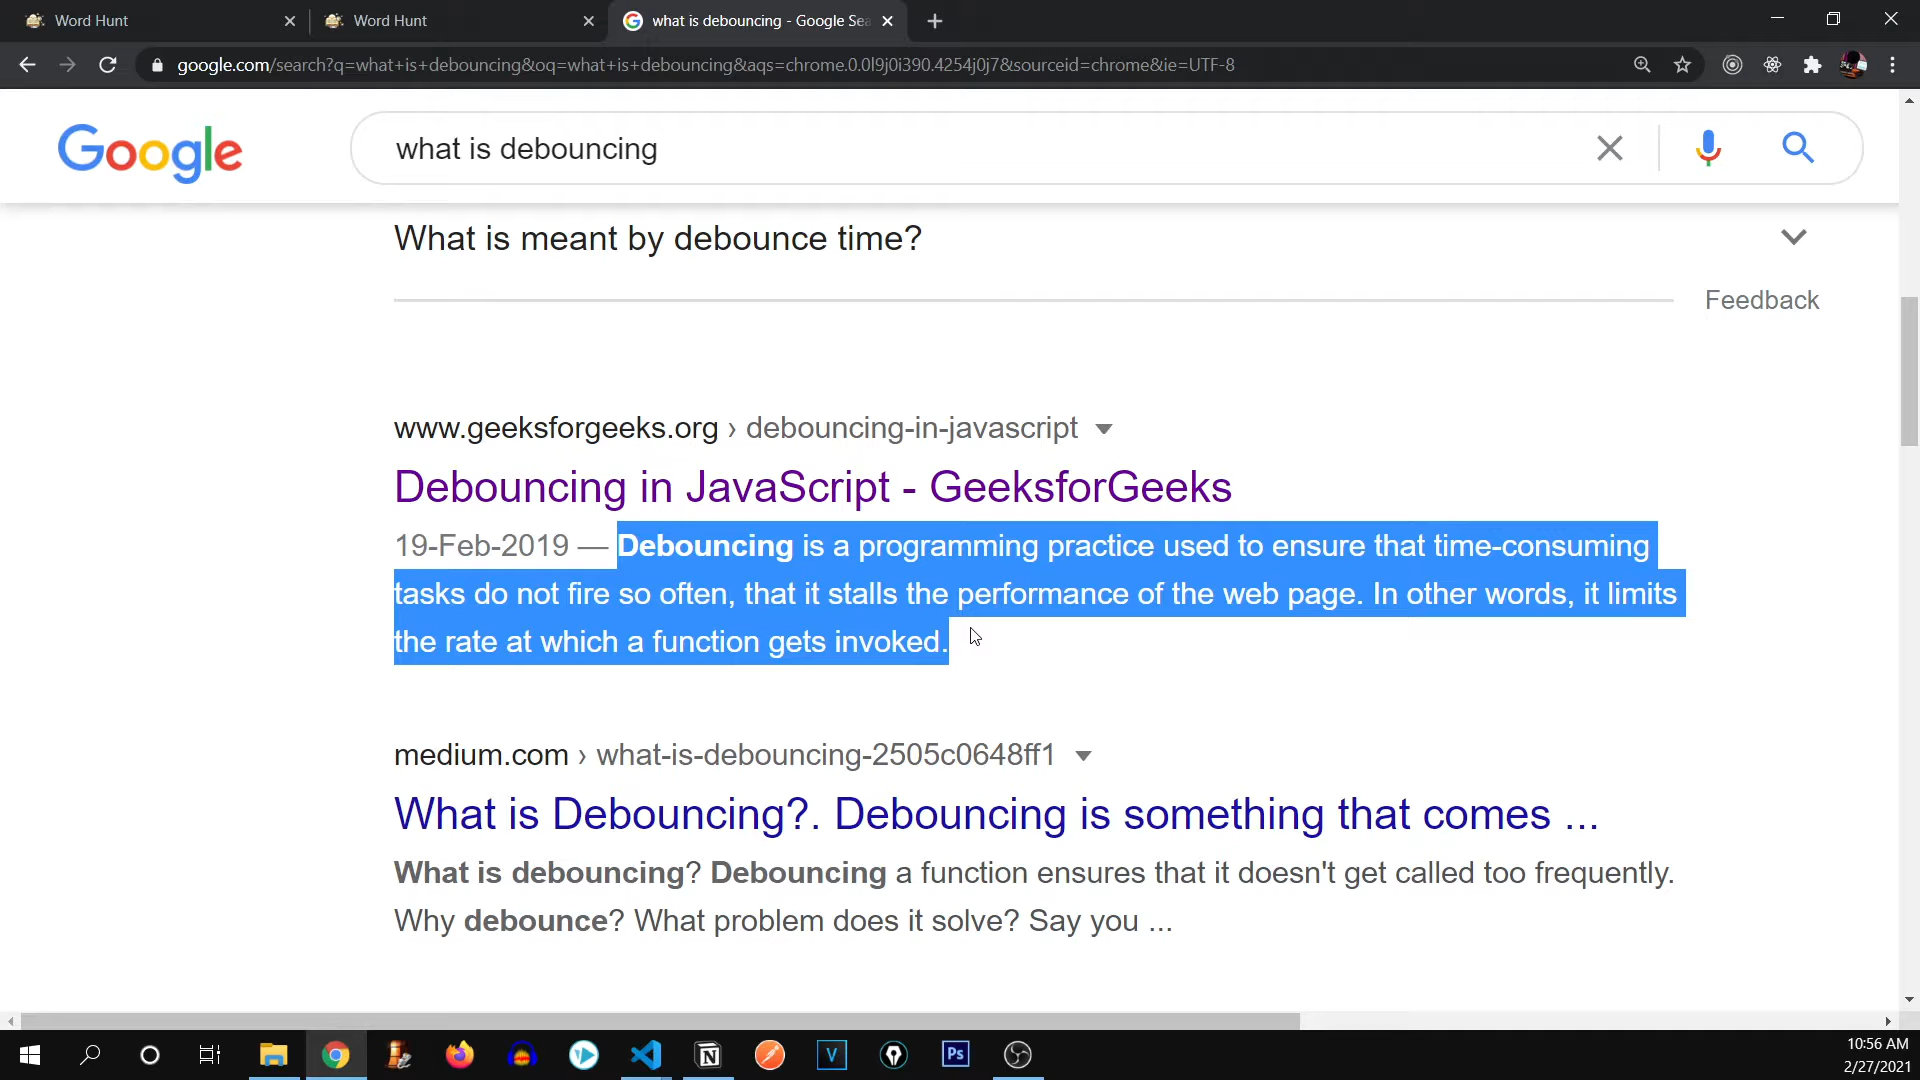 Word Hunt
Word Hunt
what is debouncing - Google Sea
google.com/search?q=what+is+debouncing&oq=what+is+debouncing&aqs=chrome.0.0l9j0i390.4254j0j7&sourceid=chrome&ie=UTF-8
Google
what is debouncing
What is meant by debounce time?
Feedback
www.geeksforgeeks.org › debouncing-in-javascript
Debouncing in JavaScript - GeeksforGeeks
19-Feb-2019 — Debouncing is a programming practice used to ensure that time-consuming
tasks do not fire so often, that it stalls the performance of the web page. In other words, it limits
the rate at which a function gets invoked.
medium.com › what-is-debouncing-2505c0648ff1
What is Debouncing?. Debouncing is something that comes ...
What is debouncing? Debouncing a function ensures that it doesn't get called too frequently.
Why debounce? What problem does it solve? Say you ...
N
V
Ps
10:56 AM
2/27/2021